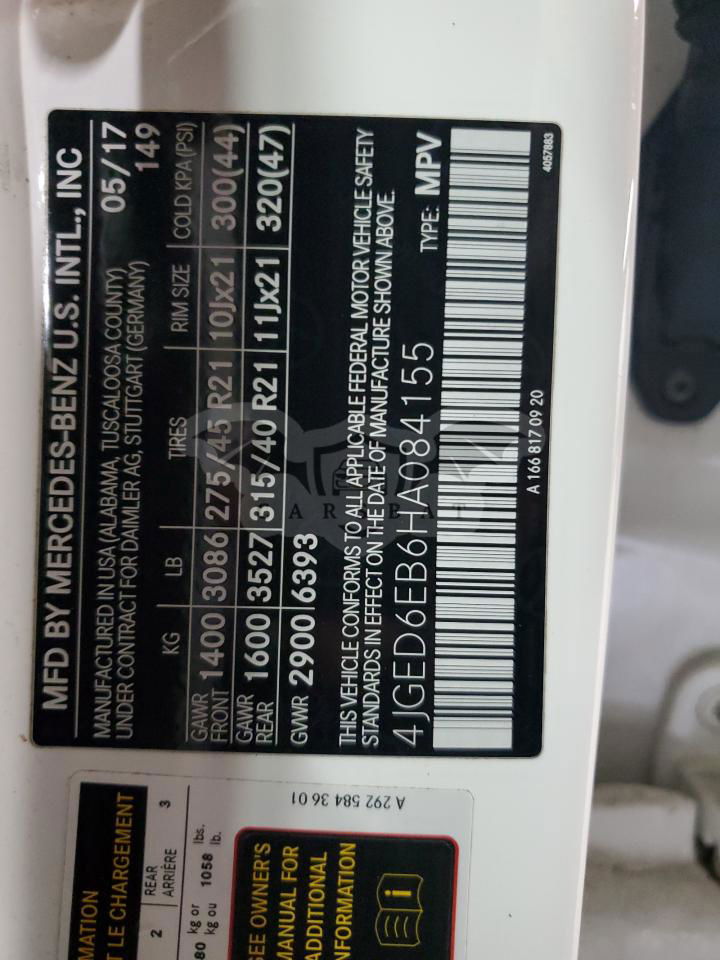 MFD BY MERCEDES-BENZ U.S. INTL., INC
MANUFACTURED IN USA (ALABAMA, TUSCALOOSA COUNTY) 05/17
UNDER CONTRACT FOR DAIMLER AG, STUTTGART (GERMANY) 149
KG LB TIRES RIM SIZE COLD KPA(PSI)
GAWR FRONT 1400 3086 275/45 R21 10Jx21 300(44)
GAWR REAR 1600 3527 315/40 R21 11Jx21 320(47)
GVWR 2900 6393
THIS VEHICLE CONFORMS TO ALL APPLICABLE FEDERAL MOTOR VEHICLE SAFETY
STANDARDS IN EFFECT ON THE DATE OF MANUFACTURE SHOWN ABOVE.
4JGED6EB6HA084155 TYPE: MPV
A 166 817 09 20
4057883
MATION
T LE CHARGEMENT
2 REAR 3
ARRIÈRE
80 kg or 1058 lbs.
kg ou lb.
SEE OWNER'S
MANUAL FOR
ADDITIONAL
INFORMATION
A 292 584 36 01